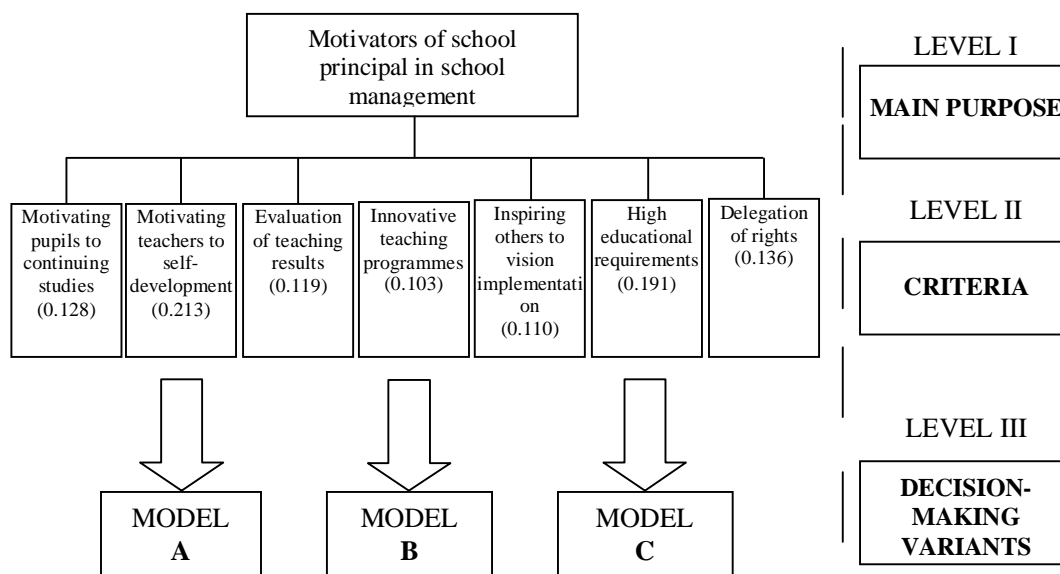 Motivators of school
principal in school
management
LEVEL I
MAIN PURPOSE
Motivating
pupils to
continuing
studies
(0.128)
Motivating
teachers to
self-
development
(0.213)
Evaluation
of teaching
results
(0.119)
Innovative
teaching
programmes
(0.103)
Inspiring
others to
vision
implementati
on
(0.110)
High
educational
requirements
(0.191)
Delegation
of rights
(0.136)
LEVEL II
CRITERIA
LEVEL III
DECISION-
MAKING
VARIANTS
MODEL
A
MODEL
B
MODEL
C